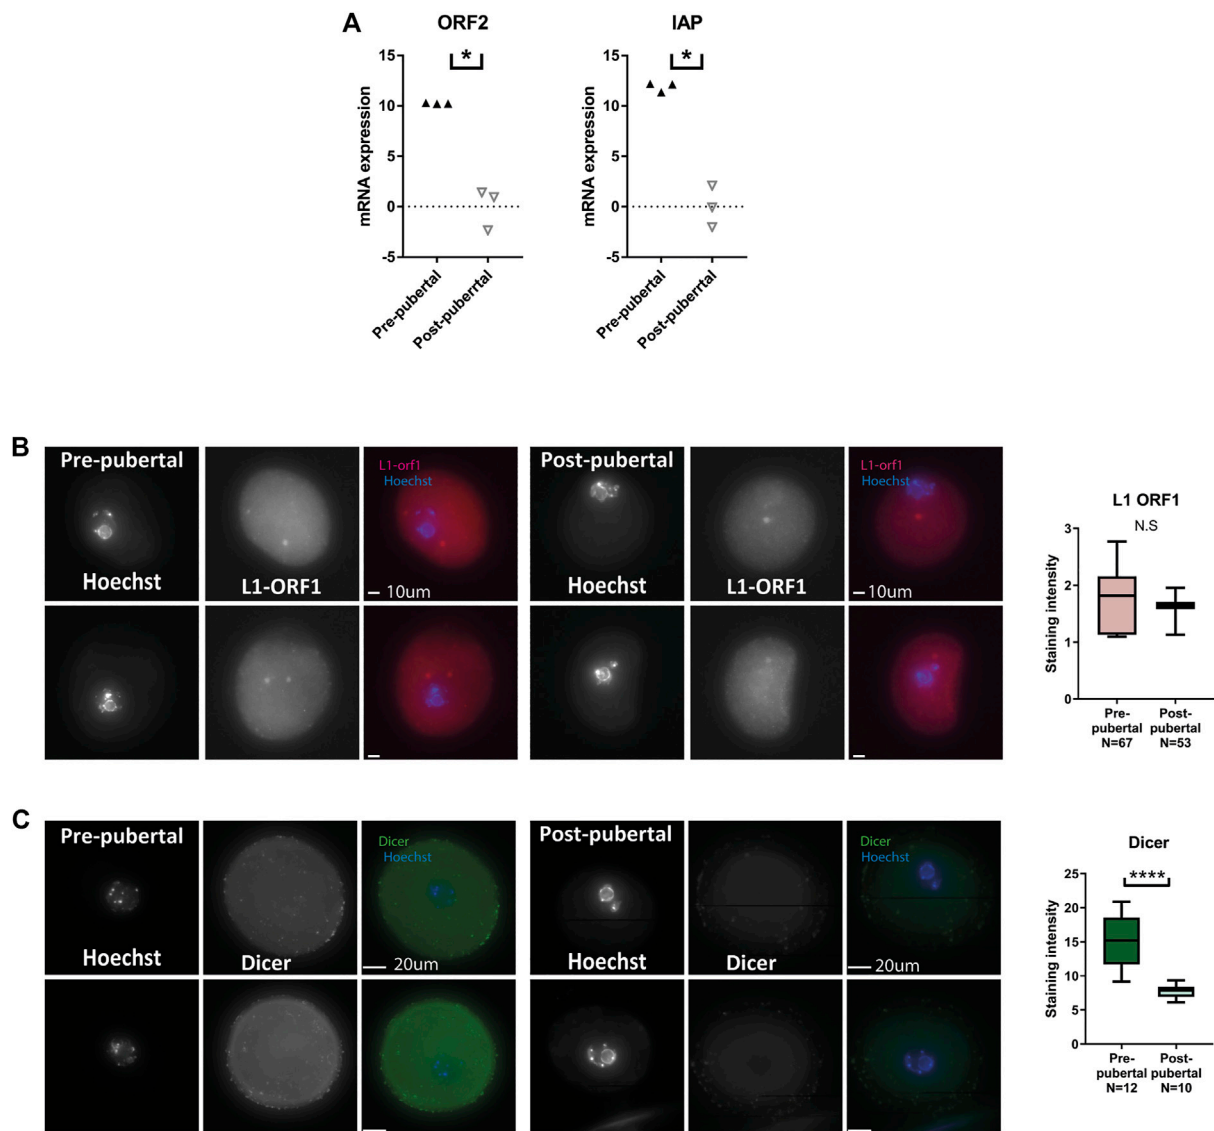 A
ORF2
IAP
*
*
15
10
5
0
-5
mRNA expression
Pre-pubertal
Post-puberrtal
15
10
5
0
-5
mRNA expression
Pre-pubertal
Post-puberrtal
B
Pre-pubertal
Hoechst
L1-ORF1
L1-orf1
Hoechst
10um
Post-pubertal
Hoechst
L1-ORF1
L1-orf1
Hoechst
10um
L1 ORF1
N.S
3
2
1
0
Staining intensity
Pre-
pubertal
N=67
Post-
pubertal
N=53
C
Pre-pubertal
Hoechst
Dicer
Dicer
Hoechst
20um
Post-pubertal
Hoechst
Dicer
Dicer
Hoechst
20um
Dicer
****
25
20
15
10
5
0
Staining intensity
Pre-
pubertal
N=12
Post-
pubertal
N=10